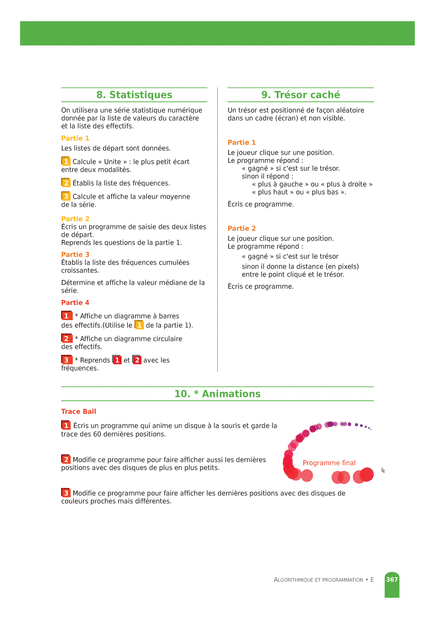 8. Statistiques
On utilisera une série statistique numérique
donnée par la liste de valeurs du caractère
et la liste des effectifs.
Partie 1
Les listes de départ sont données.
1 Calcule « Unite » : le plus petit écart
entre deux modalités.
2 Établis la liste des fréquences.
3 Calcule et affiche la valeur moyenne
de la série.
Partie 2
Écris un programme de saisie des deux listes
de départ.
Reprends les questions de la partie 1.
Partie 3
Établis la liste des fréquences cumulées
croissantes.
Détermine et affiche la valeur médiane de la
série.
Partie 4
1 * Affiche un diagramme à barres
des effectifs.(Utilise le 1 de la partie 1).
2 * Affiche un diagramme circulaire
des effectifs.
3 * Reprends 1 et 2 avec les
fréquences.
9. Trésor caché
Un trésor est positionné de façon aléatoire
dans un cadre (écran) et non visible.
Partie 1
Le joueur clique sur une position.
Le programme répond :
« gagné » si c'est sur le trésor.
sinon il répond :
« plus à gauche » ou « plus à droite »
« plus haut » ou « plus bas ».
Écris ce programme.
Partie 2
Le joueur clique sur une position.
Le programme répond :
« gagné » si c'est sur le trésor
sinon il donne la distance (en pixels)
entre le point cliqué et le trésor.
Écris ce programme.
10. * Animations
Trace Ball
1 Écris un programme qui anime un disque à la souris et garde la
trace des 60 dernières positions.
2 Modifie ce programme pour faire afficher aussi les dernières
positions avec des disques de plus en plus petits.
Programme final
3 Modifie ce programme pour faire afficher les dernières positions avec des disques de
couleurs proches mais différentes.
ALGORITHMIQUE ET PROGRAMMATION • E 367